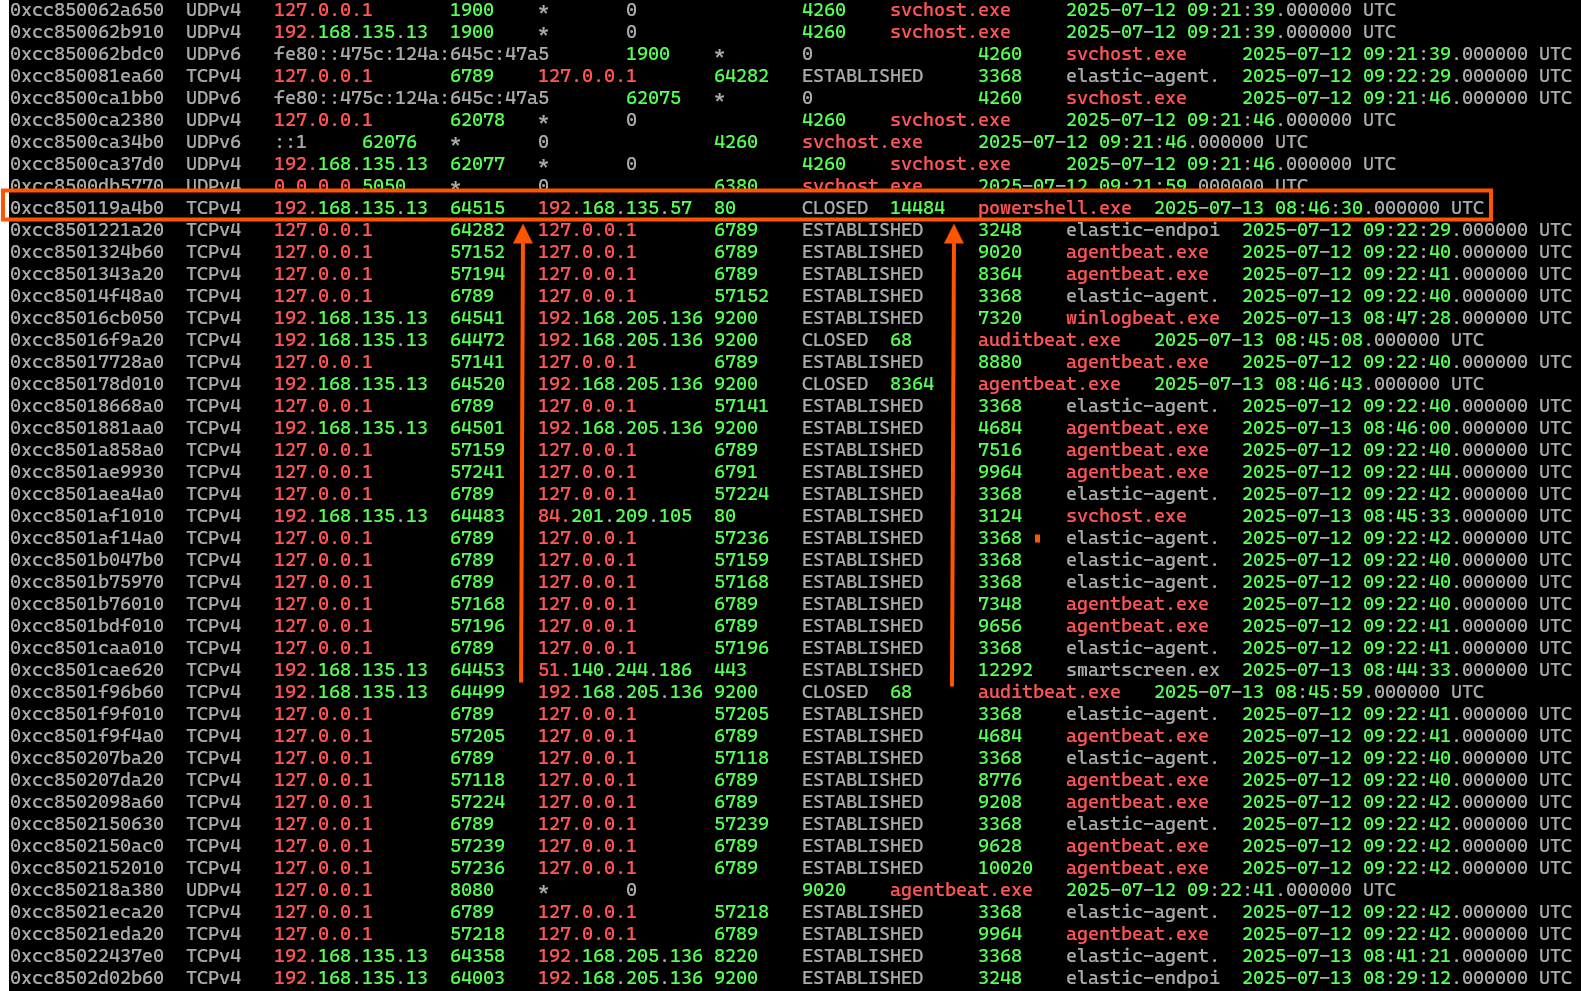 0xcc850062a650 UDPv4 127.0.0.1 1900 * 0 4260 svchost.exe 2025-07-12 09:21:39.000000 UTC
0xcc850062b910 UDPv4 192.168.135.13 1900 * 0 4260 svchost.exe 2025-07-12 09:21:39.000000 UTC
0xcc850062bdc0 UDPv6 fe80::475c:124a:645c:47a5 1900 * 0 4260 svchost.exe 2025-07-12 09:21:39.000000 UTC
0xcc850081ea60 TCPv4 127.0.0.1 6789 127.0.0.1 64282 ESTABLISHED 3368 elastic-agent. 2025-07-12 09:22:29.000000 UTC
0xcc8500ca1bb0 UDPv6 fe80::475c:124a:645c:47a5 62075 * 0 4260 svchost.exe 2025-07-12 09:21:46.000000 UTC
0xcc8500ca2380 UDPv4 127.0.0.1 62078 * 0 4260 svchost.exe 2025-07-12 09:21:46.000000 UTC
0xcc8500ca34b0 UDPv6 ::1 62076 * 0 4260 svchost.exe 2025-07-12 09:21:46.000000 UTC
0xcc8500ca37d0 UDPv4 192.168.135.13 62077 * 0 4260 svchost.exe 2025-07-12 09:21:46.000000 UTC
0xcc8500db5770 UDPv4 0.0.0.0 5050 * 0 6380 svchost.exe 2025-07-12 09:21:59.000000 UTC
0xcc850119a4b0 TCPv4 192.168.135.13 64515 192.168.135.57 80 CLOSED 14484 powershell.exe 2025-07-13 08:46:30.000000 UTC
0xcc8501221a20 TCPv4 127.0.0.1 64282 127.0.0.1 6789 ESTABLISHED 3248 elastic-endpoi 2025-07-12 09:22:29.000000 UTC
0xcc8501324b60 TCPv4 127.0.0.1 57152 127.0.0.1 6789 ESTABLISHED 9020 agentbeat.exe 2025-07-12 09:22:40.000000 UTC
0xcc8501343a20 TCPv4 127.0.0.1 57194 127.0.0.1 6789 ESTABLISHED 8364 agentbeat.exe 2025-07-12 09:22:41.000000 UTC
0xcc85014f48a0 TCPv4 127.0.0.1 6789 127.0.0.1 57152 ESTABLISHED 3368 elastic-agent. 2025-07-12 09:22:40.000000 UTC
0xcc85016cb050 TCPv4 192.168.135.13 64541 192.168.205.136 9200 ESTABLISHED 7320 winlogbeat.exe 2025-07-13 08:47:28.000000 UTC
0xcc85016f9a20 TCPv4 192.168.135.13 64472 192.168.205.136 9200 CLOSED 68 auditbeat.exe 2025-07-13 08:45:08.000000 UTC
0xcc85017728a0 TCPv4 127.0.0.1 57141 127.0.0.1 6789 ESTABLISHED 8880 agentbeat.exe 2025-07-12 09:22:40.000000 UTC
0xcc850178d010 TCPv4 192.168.135.13 64520 192.168.205.136 9200 CLOSED 8364 agentbeat.exe 2025-07-13 08:46:43.000000 UTC
0xcc85018668a0 TCPv4 127.0.0.1 6789 127.0.0.1 57141 ESTABLISHED 3368 elastic-agent. 2025-07-12 09:22:40.000000 UTC
0xcc8501881aa0 TCPv4 192.168.135.13 64501 192.168.205.136 9200 ESTABLISHED 4684 agentbeat.exe 2025-07-13 08:46:00.000000 UTC
0xcc8501a858a0 TCPv4 127.0.0.1 57159 127.0.0.1 6789 ESTABLISHED 7516 agentbeat.exe 2025-07-12 09:22:40.000000 UTC
0xcc8501ae9930 TCPv4 127.0.0.1 57241 127.0.0.1 6791 ESTABLISHED 9964 agentbeat.exe 2025-07-12 09:22:44.000000 UTC
0xcc8501aea4a0 TCPv4 127.0.0.1 6789 127.0.0.1 57224 ESTABLISHED 3368 elastic-agent. 2025-07-12 09:22:42.000000 UTC
0xcc8501af1010 TCPv4 192.168.135.13 64483 84.201.209.105 80 ESTABLISHED 3124 svchost.exe 2025-07-13 08:45:33.000000 UTC
0xcc8501af14a0 TCPv4 127.0.0.1 6789 127.0.0.1 57236 ESTABLISHED 3368 elastic-agent. 2025-07-12 09:22:42.000000 UTC
0xcc8501b047b0 TCPv4 127.0.0.1 6789 127.0.0.1 57159 ESTABLISHED 3368 elastic-agent. 2025-07-12 09:22:40.000000 UTC
0xcc8501b75970 TCPv4 127.0.0.1 6789 127.0.0.1 57168 ESTABLISHED 3368 elastic-agent. 2025-07-12 09:22:40.000000 UTC
0xcc8501b76010 TCPv4 127.0.0.1 57168 127.0.0.1 6789 ESTABLISHED 7348 agentbeat.exe 2025-07-12 09:22:40.000000 UTC
0xcc8501bdf010 TCPv4 127.0.0.1 57196 127.0.0.1 6789 ESTABLISHED 9656 agentbeat.exe 2025-07-12 09:22:41.000000 UTC
0xcc8501caa010 TCPv4 127.0.0.1 6789 127.0.0.1 57196 ESTABLISHED 3368 elastic-agent. 2025-07-12 09:22:41.000000 UTC
0xcc8501cae620 TCPv4 192.168.135.13 64453 51.140.244.186 443 ESTABLISHED 12292 smartscreen.ex 2025-07-13 08:44:33.000000 UTC
0xcc8501f96b60 TCPv4 192.168.135.13 64499 192.168.205.136 9200 CLOSED 68 auditbeat.exe 2025-07-13 08:45:59.000000 UTC
0xcc8501f9f010 TCPv4 127.0.0.1 6789 127.0.0.1 57205 ESTABLISHED 3368 elastic-agent. 2025-07-12 09:22:41.000000 UTC
0xcc8501f9f4a0 TCPv4 127.0.0.1 57205 127.0.0.1 6789 ESTABLISHED 4684 agentbeat.exe 2025-07-12 09:22:41.000000 UTC
0xcc850207ba20 TCPv4 127.0.0.1 6789 127.0.0.1 57118 ESTABLISHED 3368 elastic-agent. 2025-07-12 09:22:40.000000 UTC
0xcc850207da20 TCPv4 127.0.0.1 57118 127.0.0.1 6789 ESTABLISHED 8776 agentbeat.exe 2025-07-12 09:22:40.000000 UTC
0xcc8502098a60 TCPv4 127.0.0.1 57224 127.0.0.1 6789 ESTABLISHED 9208 agentbeat.exe 2025-07-12 09:22:42.000000 UTC
0xcc8502150630 TCPv4 127.0.0.1 6789 127.0.0.1 57239 ESTABLISHED 3368 elastic-agent. 2025-07-12 09:22:42.000000 UTC
0xcc8502150ac0 TCPv4 127.0.0.1 57239 127.0.0.1 6789 ESTABLISHED 9628 agentbeat.exe 2025-07-12 09:22:42.000000 UTC
0xcc8502152010 TCPv4 127.0.0.1 57236 127.0.0.1 6789 ESTABLISHED 10020 agentbeat.exe 2025-07-12 09:22:42.000000 UTC
0xcc850218a380 UDPv4 127.0.0.1 8080 * 0 9020 agentbeat.exe 2025-07-12 09:22:41.000000 UTC
0xcc85021eca20 TCPv4 127.0.0.1 6789 127.0.0.1 57218 ESTABLISHED 3368 elastic-agent. 2025-07-12 09:22:42.000000 UTC
0xcc85021eda20 TCPv4 127.0.0.1 57218 127.0.0.1 6789 ESTABLISHED 9964 agentbeat.exe 2025-07-12 09:22:42.000000 UTC
0xcc85022437e0 TCPv4 192.168.135.13 64358 192.168.205.136 8220 ESTABLISHED 3368 elastic-agent. 2025-07-13 08:41:21.000000 UTC
0xcc8502d02b60 TCPv4 192.168.135.13 64003 192.168.205.136 9200 ESTABLISHED 3248 elastic-endpoi 2025-07-13 08:29:12.000000 UTC